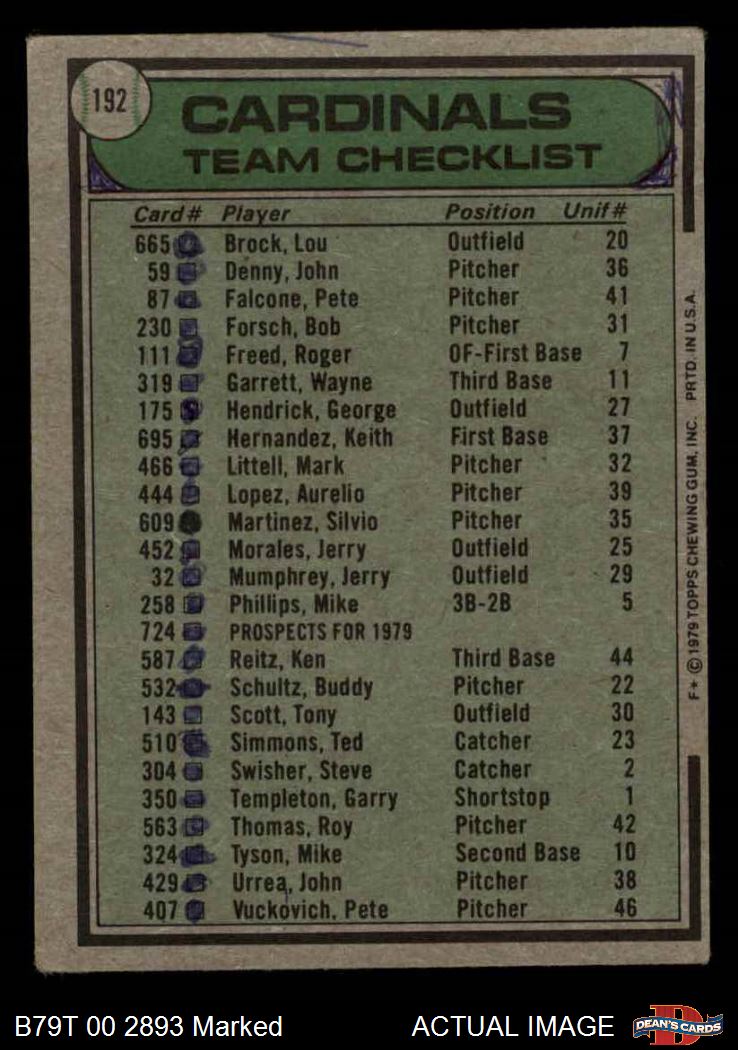 192
CARDINALS
TEAM CHECKLIST
Card# Player Position Unif#
665 Brock, Lou Outfield 20
59 Denny, John Pitcher 36
87 Falcone, Pete Pitcher 41
230 Forsch, Bob Pitcher 31
111 Freed, Roger OF-First Base 7
319 Garrett, Wayne Third Base 11
175 Hendrick, George Outfield 27
695 Hernandez, Keith First Base 37
466 Littell, Mark Pitcher 32
444 Lopez, Aurelio Pitcher 39
609 Martinez, Silvio Pitcher 35
452 Morales, Jerry Outfield 25
32 Mumphrey, Jerry Outfield 29
258 Phillips, Mike 3B-2B 5
724 PROSPECTS FOR 1979
587 Reitz, Ken Third Base 44
532 Schultz, Buddy Pitcher 22
143 Scott, Tony Outfield 30
510 Simmons, Ted Catcher 23
304 Swisher, Steve Catcher 2
350 Templeton, Garry Shortstop 1
563 Thomas, Roy Pitcher 42
324 Tyson, Mike Second Base 10
429 Urrea, John Pitcher 38
407 Vuckovich, Pete Pitcher 46
F★ © 1979 TOPPS CHEWING GUM, INC. PRTD. IN U.S.A.
B79T 00 2893 Marked ACTUAL IMAGE
D
DEAN'S CARDS